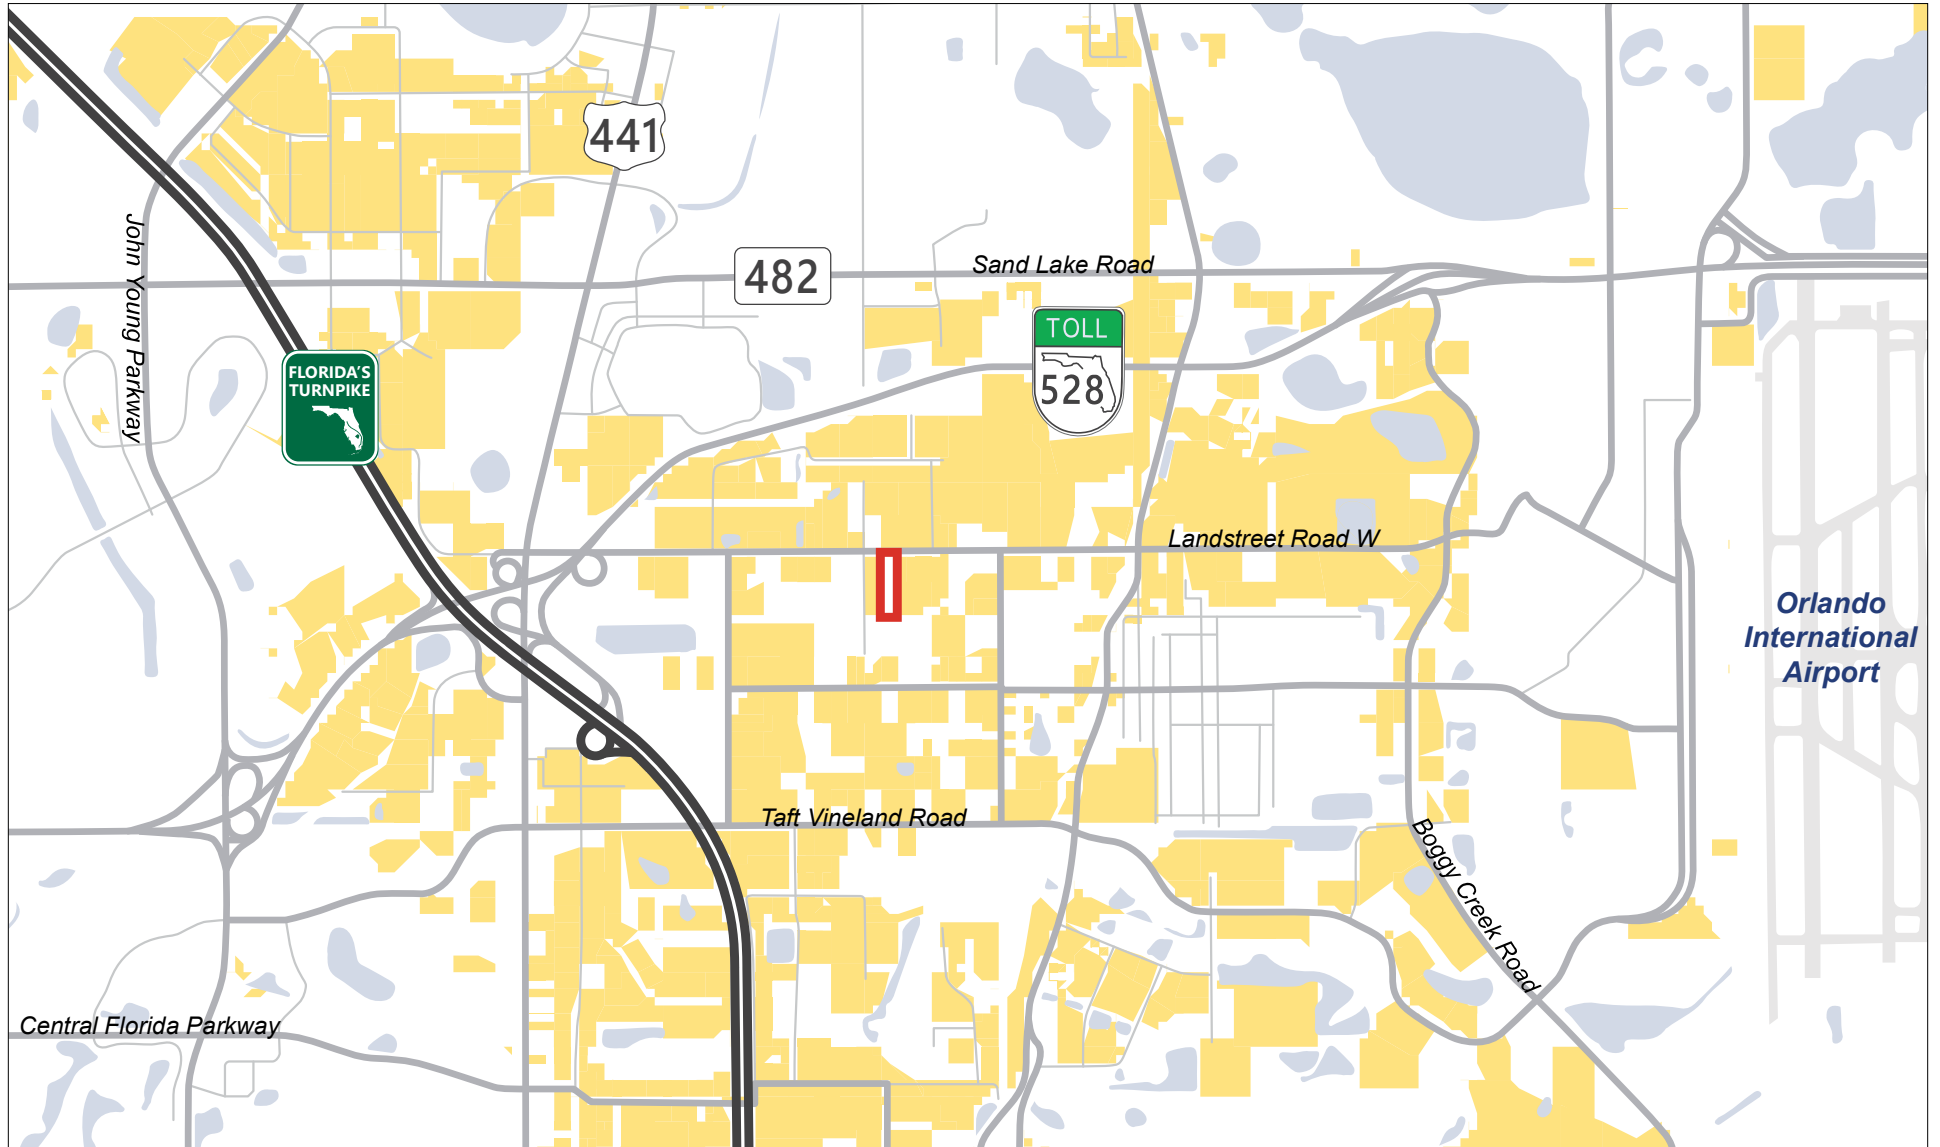 441
John Young Parkway
482
Sand Lake Road
TOLL
528
FLORIDA'S
TURNPIKE
Landstreet Road W
Orlando
International
Airport
Taft Vineland Road
Boggy Creek Road
Central Florida Parkway